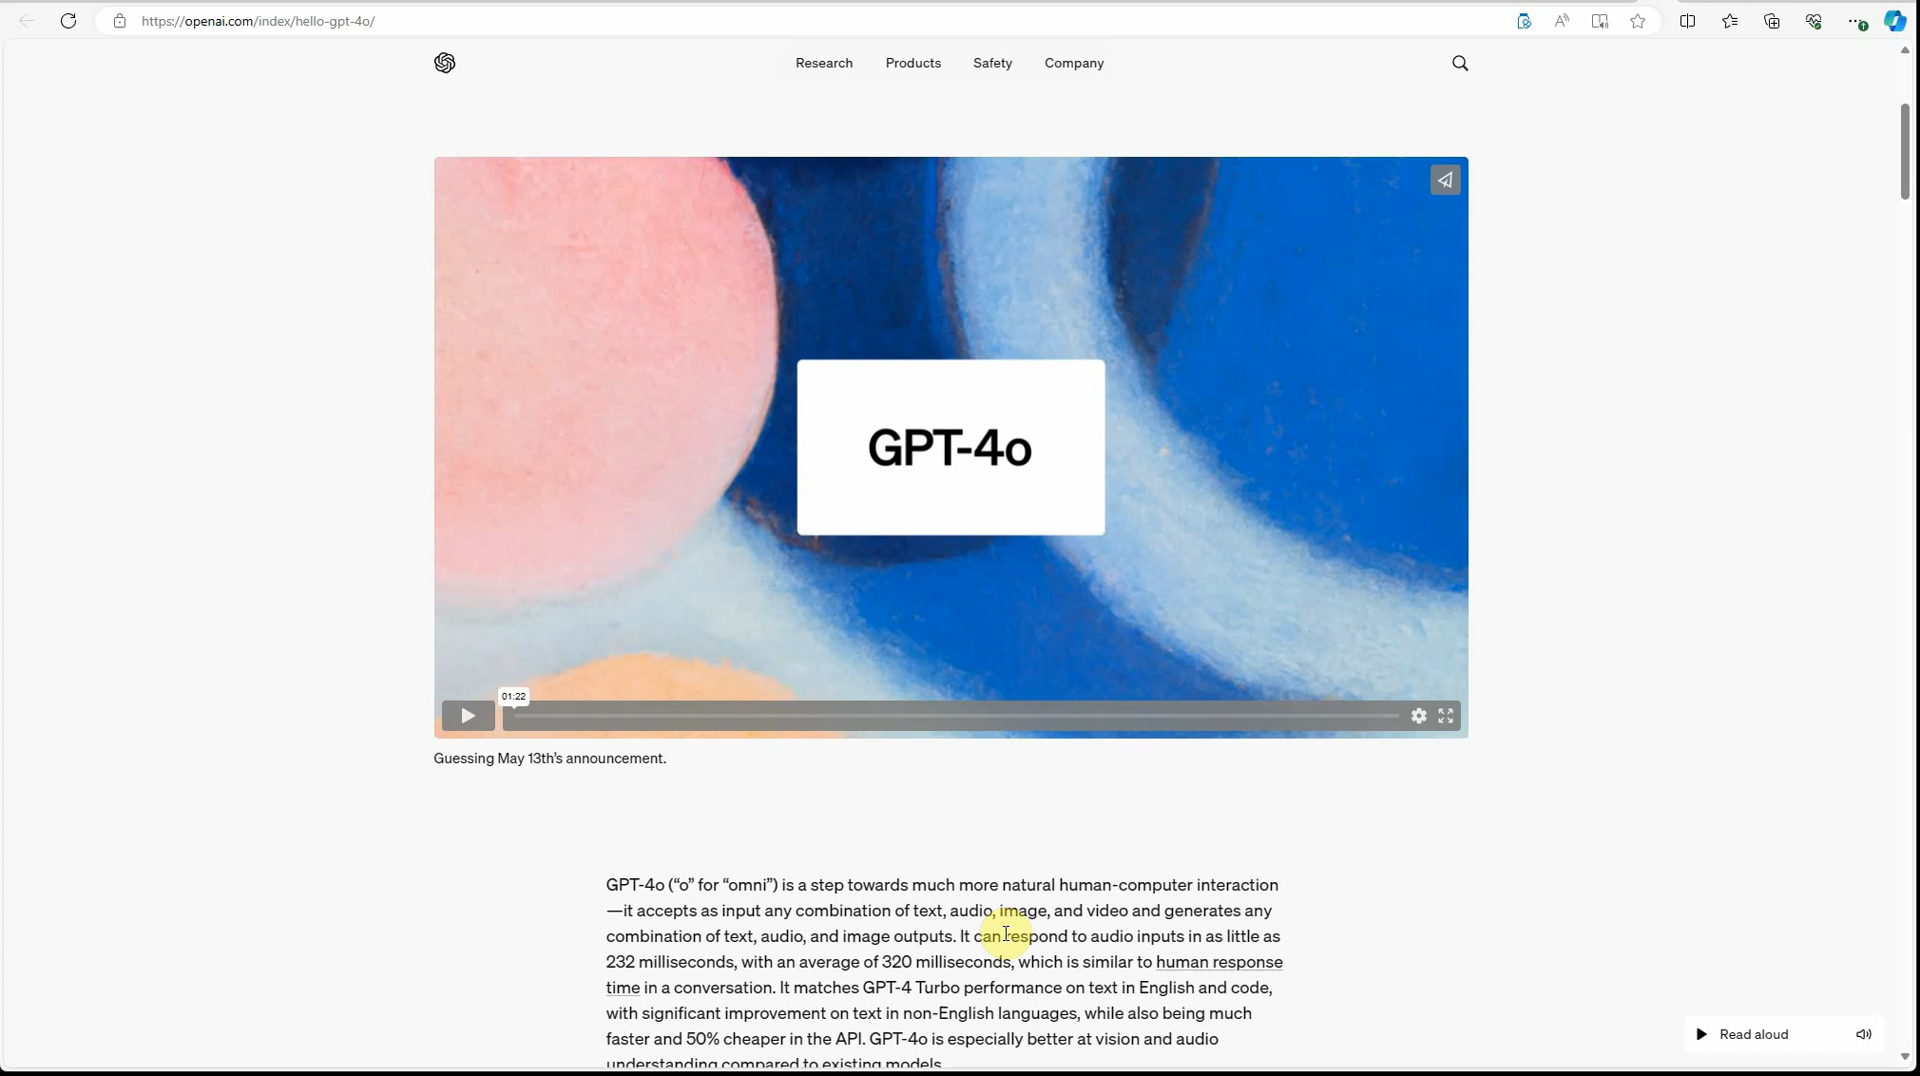 https://openai.com/index/hello-gpt-4o/
Research Products Safety Company
GPT-4o
01:22
Guessing May 13th’s announcement.
GPT-4o (“o” for “omni”) is a step towards much more natural human-computer interaction
—it accepts as input any combination of text, audio, image, and video and generates any
combination of text, audio, and image outputs. It can respond to audio inputs in as little as
232 milliseconds, with an average of 320 milliseconds, which is similar to human response
time in a conversation. It matches GPT-4 Turbo performance on text in English and code,
with significant improvement on text in non-English languages, while also being much
faster and 50% cheaper in the API. GPT-4o is especially better at vision and audio
understanding compared to existing models.
Read aloud